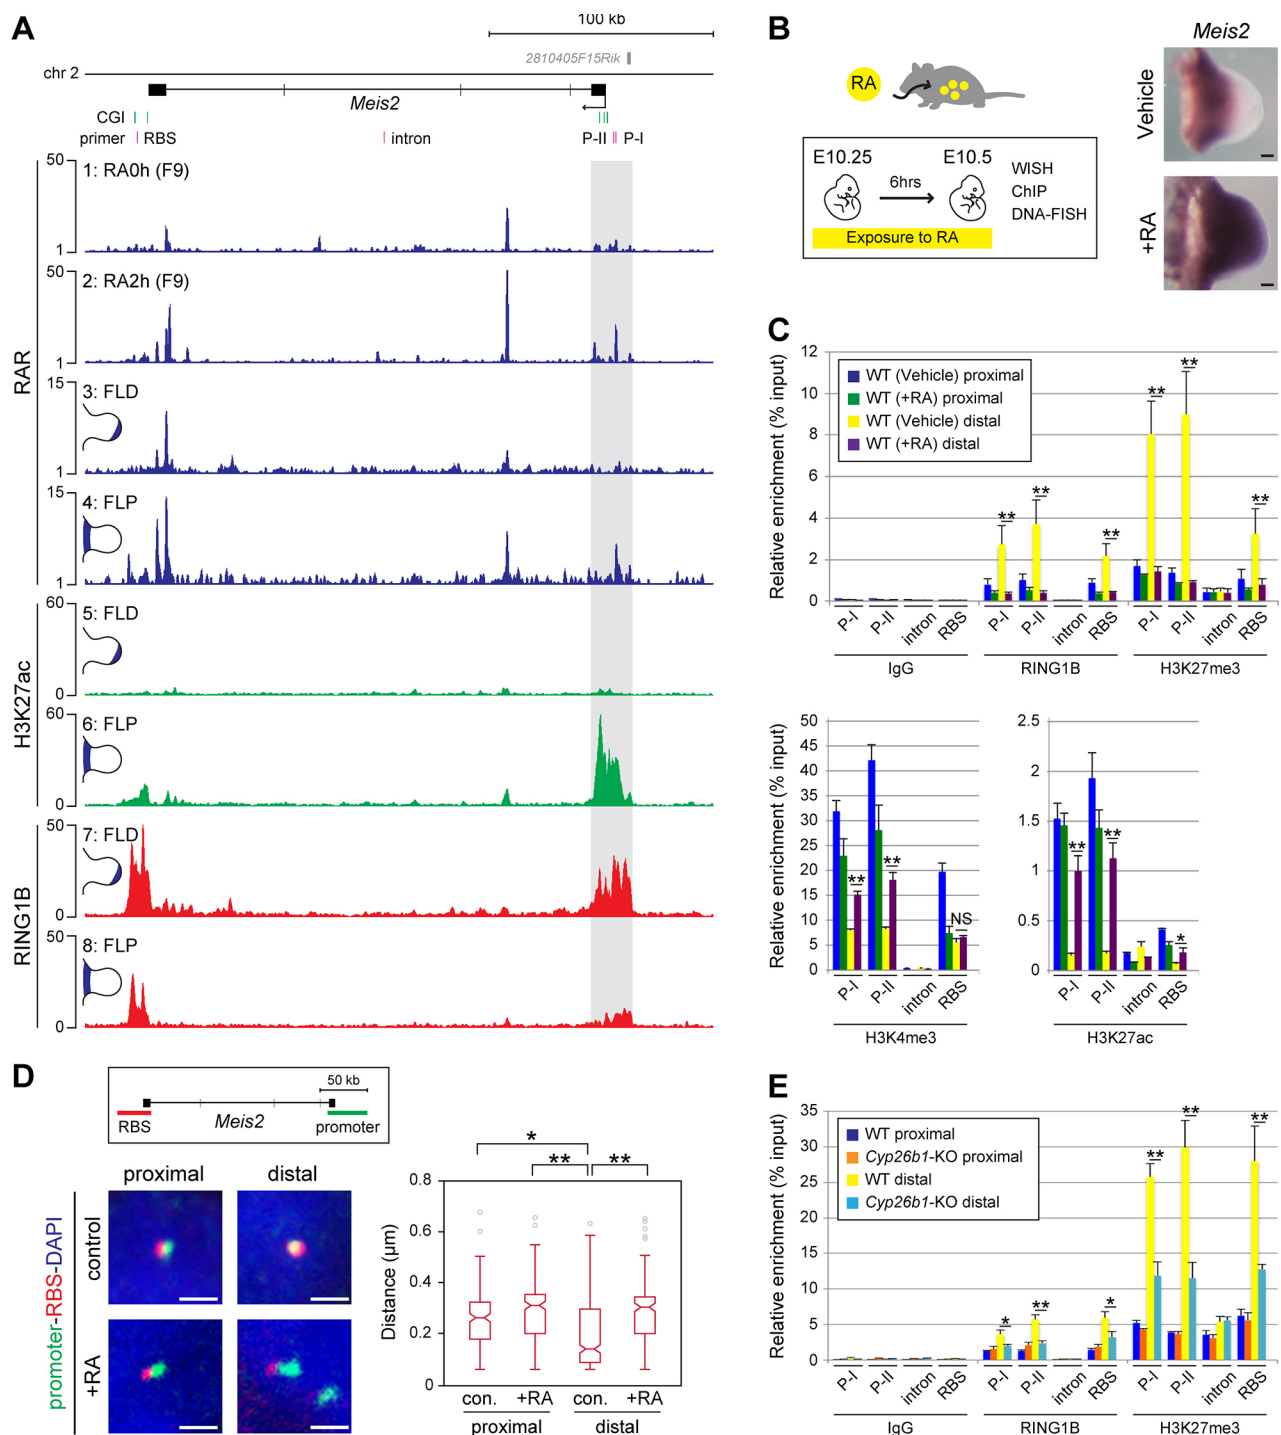 A
100 kb
2810405F15Rik
chr 2
Meis2
CGI
primer RBS intron P-II P-I
RAR
50
1: RA0h (F9)
1
50
2: RA2h (F9)
1
15
3: FLD
1
15
4: FLP
1
H3K27ac
60
5: FLD
0
60
6: FLP
0
RING1B
50
7: FLD
0
50
8: FLP
0
B
RA
E10.25
6hrs
E10.5
Exposure to RA
WISH
ChIP
DNA-FISH
Meis2
Vehicle
+RA
C
Relative enrichment (% input)
12
10
8
6
4
2
0
WT (Vehicle) proximal
WT (+RA) proximal
WT (Vehicle) distal
WT (+RA) distal
** ** ** ** ** **
P-I P-II intron RBS P-I P-II intron RBS P-I P-II intron RBS
IgG RING1B H3K27me3
Relative enrichment (% input)
50
45
40
35
30
25
20
15
10
5
0
** ** NS
P-I P-II intron RBS
H3K4me3
2.5
2
1.5
1
0.5
0
** ** *
P-I P-II intron RBS
H3K27ac
D
50 kb
RBS Meis2 promoter
proximal distal
promoter-RBS-DAPI
control
+RA
Distance (µm)
0.8
0.6
0.4
0.2
0
*
** **
con. +RA con. +RA
proximal distal
E
Relative enrichment (% input)
35
30
25
20
15
10
5
0
WT proximal
Cyp26b1-KO proximal
WT distal
Cyp26b1-KO distal
* ** * ** ** **
P-I P-II intron RBS P-I P-II intron RBS P-I P-II intron RBS
IgG RING1B H3K27me3